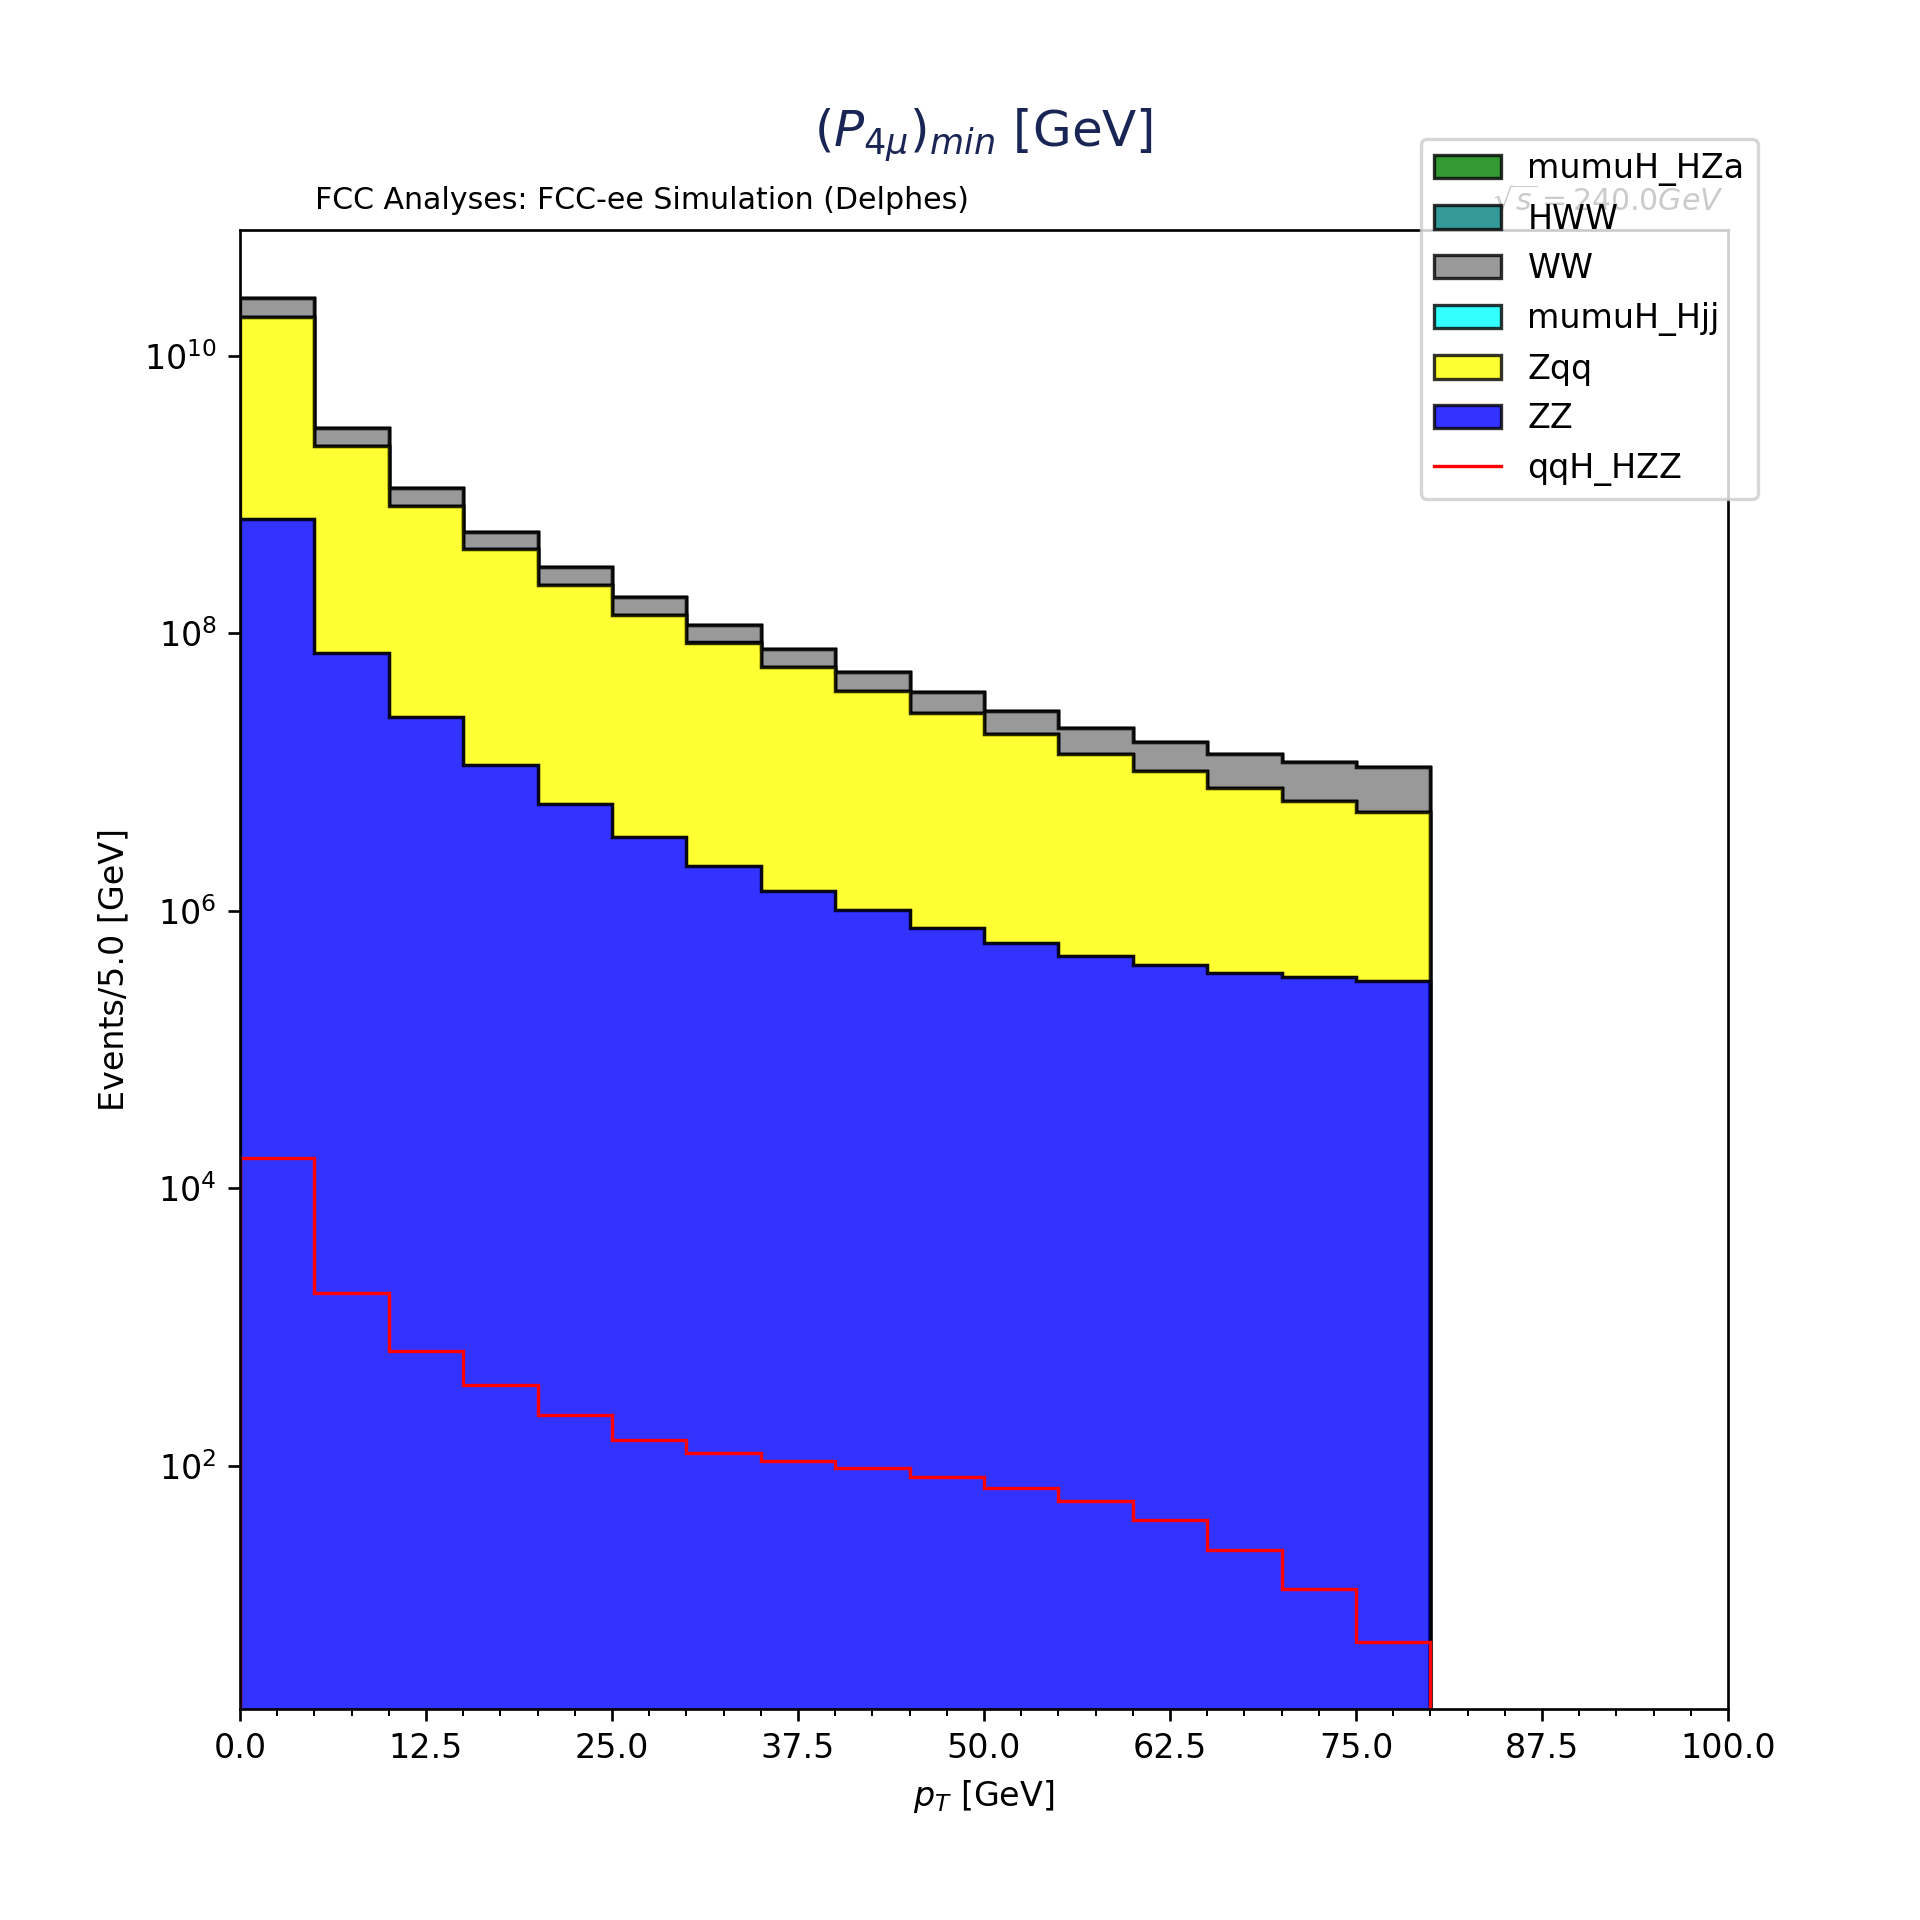 (P4μ)min [GeV]
FCC Analyses: FCC-ee Simulation (Delphes)
√s = 240.0GeV
mumuH_HZa
HWW
WW
mumuH_Hjj
Zqq
ZZ
qqH_HZZ
Events/5.0 [GeV]
10^10
10^8
10^6
10^4
10^2
0.0 12.5 25.0 37.5 50.0 62.5 75.0 87.5 100.0
pT [GeV]